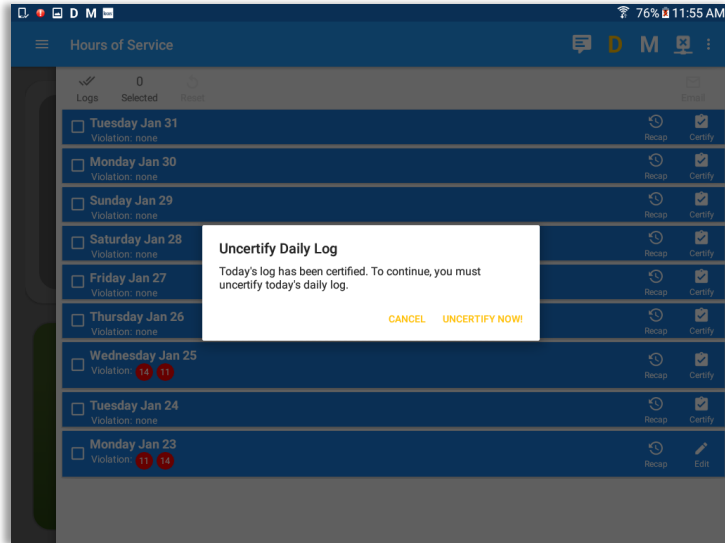 D M
76% 11:55 AM
Hours of Service
D M
0
Logs Selected Reset Email
Tuesday Jan 31
Violation: none
Recap Certify
Monday Jan 30
Violation: none
Recap Certify
Sunday Jan 29
Violation: none
Recap Certify
Saturday Jan 28
Violation: none
Recap Certify
Friday Jan 27
Violation: none
Recap Certify
Thursday Jan 26
Violation: none
Recap Certify
Wednesday Jan 25
Violation: 14 11
Recap Certify
Tuesday Jan 24
Violation: none
Recap Certify
Monday Jan 23
Violation: 11 14
Recap Edit
Uncertify Daily Log
Today's log has been certified. To continue, you must
uncertify today's daily log.
CANCEL UNCERTIFY NOW!